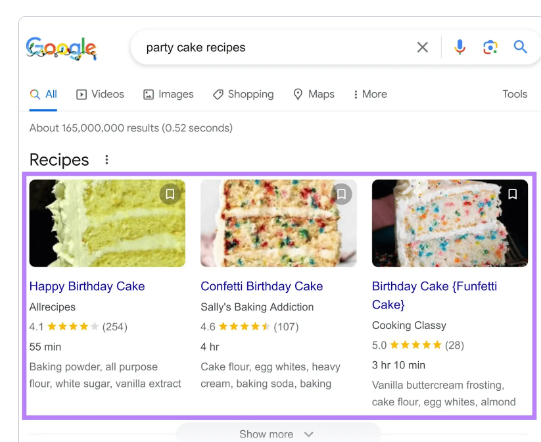 Google
party cake recipes
All Videos Images Shopping Maps More Tools
About 165,000,000 results (0.52 seconds)
Recipes
Happy Birthday Cake
Allrecipes
4.1 (254)
55 min
Baking powder, all purpose
flour, white sugar, vanilla extract
Confetti Birthday Cake
Sally's Baking Addiction
4.6 (107)
4 hr
Cake flour, egg whites, heavy
cream, baking soda, baking
Birthday Cake {Funfetti
Cake}
Cooking Classy
5.0 (28)
3 hr 10 min
Vanilla buttercream frosting,
cake flour, egg whites, almond
Show more